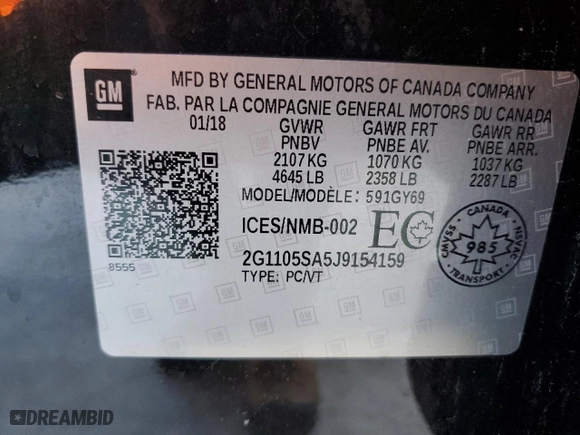 GM
MFD BY GENERAL MOTORS OF CANADA COMPANY
FAB. PAR LA COMPAGNIE GENERAL MOTORS DU CANADA
01/18 GVWR GAWR FRT GAWR RR
PNBV PNBE AV. PNBE ARR.
2107 KG 1070 KG 1037 KG
4645 LB 2358 LB 2287 LB
MODEL/MODÈLE: 591GY69
ICES/NMB-002 EC
2G1105SA5J9154159
TYPE: PC/VT
8555
CANADA
CMVSS 985 NSVAC
TRANSPORT
DREAMBID